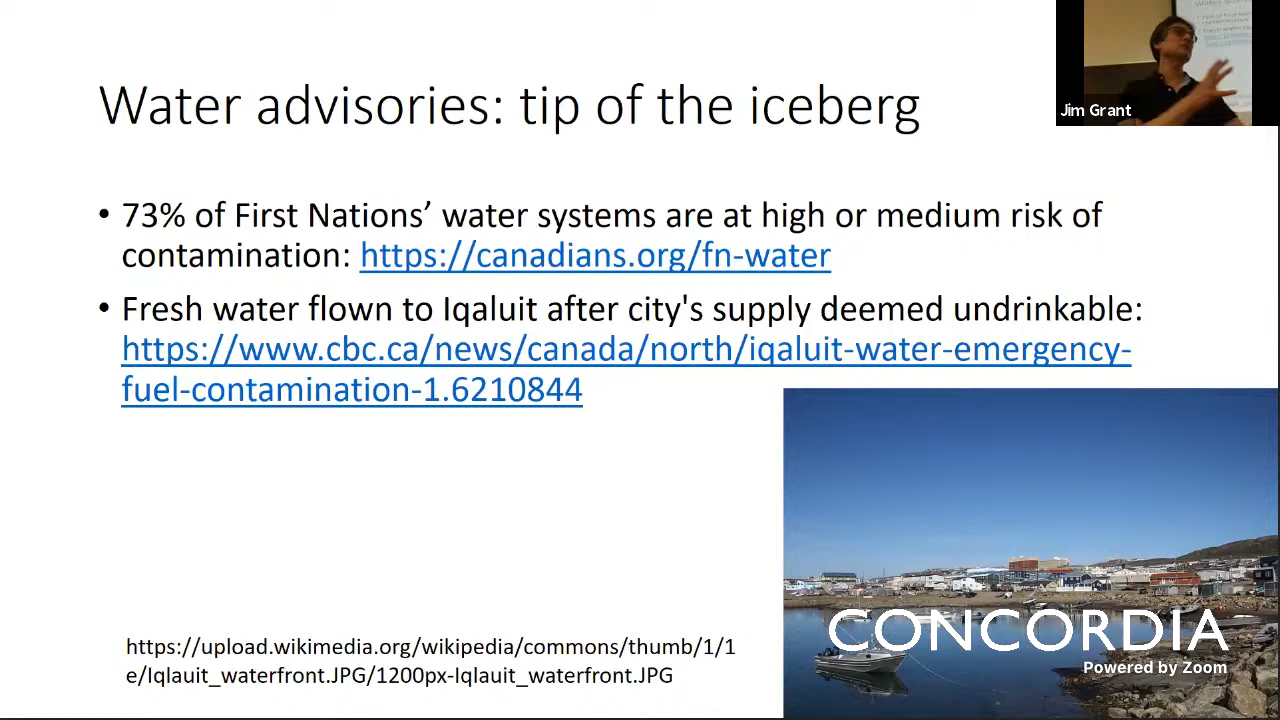 Water advisories: tip of the iceberg
Jim Grant
• 73% of First Nations’ water systems are at high or medium risk of
contamination: https://canadians.org/fn-water
• Fresh water flown to Iqaluit after city's supply deemed undrinkable:
https://www.cbc.ca/news/canada/north/iqaluit-water-emergency-
fuel-contamination-1.6210844
https://upload.wikimedia.org/wikipedia/commons/thumb/1/1
e/Iqlauit_waterfront.JPG/1200px-Iqlauit_waterfront.JPG
CONCORDIA
Powered by Zoom